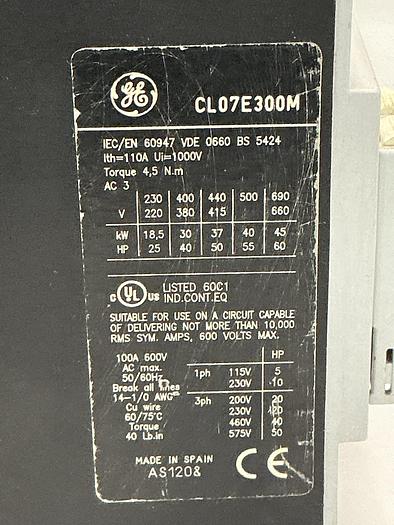 GE
CL07E300M
IEC/EN 60947 VDE 0660 BS 5424
Ith=110A Ui=1000V
Torque 4,5 N.m
AC 3
230 400 440 500 690
V 220 380 415 660
kW 18,5 30 37 40 45
HP 25 40 50 55 60
c UL us LISTED 60C1
IND.CONT.EQ
SUITABLE FOR USE ON A CIRCUIT CAPABLE
OF DELIVERING NOT MORE THAN 10,000
RMS SYM. AMPS, 600 VOLTS MAX.
100A 600V
AC max.
50/60Hz
Break all lines
14-1/0 AWG
Cu wire
60/75°C
Torque
40 Lb.in
HP
1ph 115V 5
230V 10
3ph 200V 20
230V
460V 40
575V 50
MADE IN SPAIN
AS120&
CE